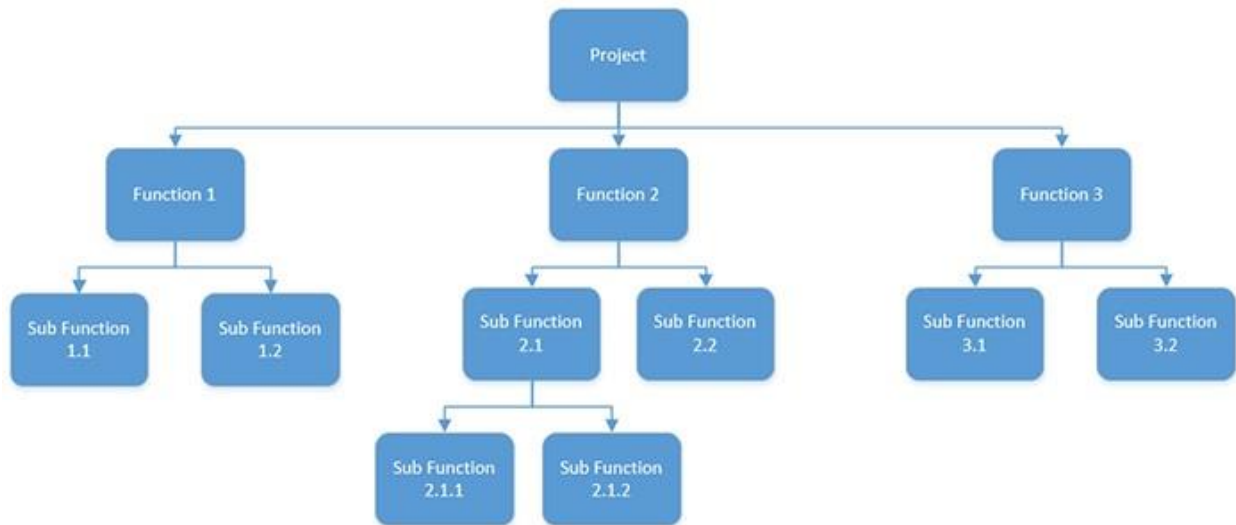 Project
Function 1
Function 2
Function 3
Sub Function
1.1
Sub Function
1.2
Sub Function
2.1
Sub Function
2.2
Sub Function
3.1
Sub Function
3.2
Sub Function
2.1.1
Sub Function
2.1.2